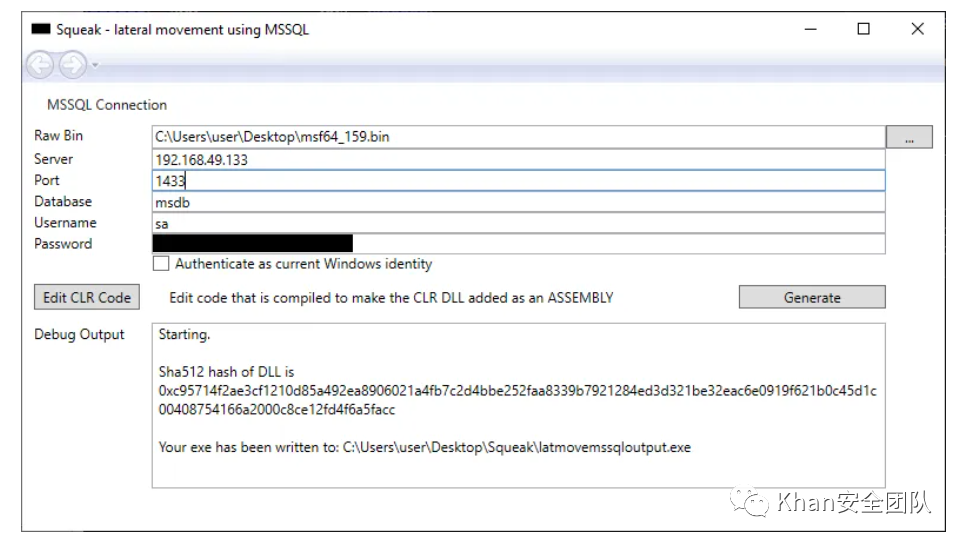 Squeak - lateral movement using MSSQL
MSSQL Connection
Raw Bin C:\Users\user\Desktop\msf64_159.bin ...
Server 192.168.49.133
Port 1433
Database msdb
Username sa
Password
Authenticate as current Windows identity
Edit CLR Code Edit code that is compiled to make the CLR DLL added as an ASSEMBLY Generate
Debug Output Starting.
Sha512 hash of DLL is
0xc95714f2ae3cf1210d85a492ea8906021a4fb7c2d4bbe252faa8339b7921284ed3d321be32eac6e0919f621b0c45d1c
00408754166a2000c8ce12fd4f6a5facc
Your exe has been written to: C:\Users\user\Desktop\Squeak\latmovemssqloutput.exe
Khan安全团队